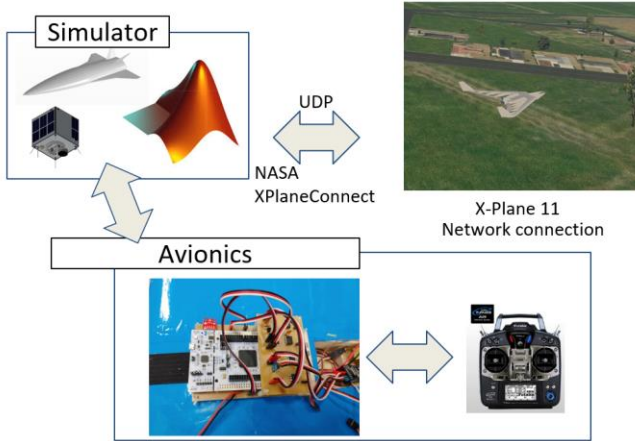 Simulator
UDP
NASA
XPlaneConnect
X-Plane 11
Network connection
Avionics